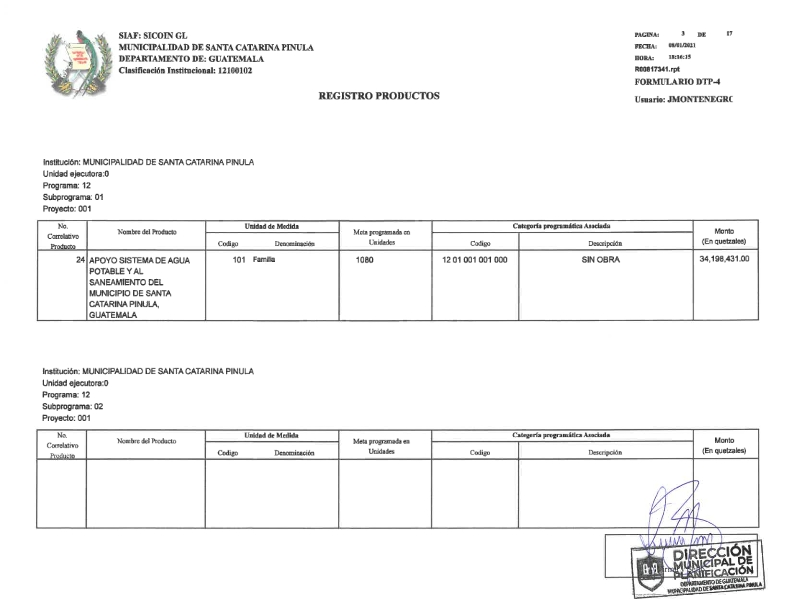 SIAF: SICOIN GL
MUNICIPALIDAD DE SANTA CATARINA PINULA
DEPARTAMENTO DE: GUATEMALA
Clasificación Institucional: 12100102
PAGINA: 3 DE 17
FECHA: 08/01/2021
HORA: 18:36:15
R00817341.rpt
FORMULARIO DTP-4
Usuario: JMONTENEGRO
REGISTRO PRODUCTOS
Institución: MUNICIPALIDAD DE SANTA CATARINA PINULA
Unidad ejecutora:0
Programa: 12
Subprograma: 01
Proyecto: 001
No. Correlativo Producto Nombre del Producto Unidad de Medida Meta programada en Unidades Categoría programática Asociada Monto (En quetzales)
Codigo Denominación Codigo Descripción
24 APOYO SISTEMA DE AGUA 101 Familia 1080 12 01 001 001 000 SIN OBRA 34,198,431.00
POTABLE Y AL
SANEAMIENTO DEL
MUNICIPIO DE SANTA
CATARINA PINULA,
GUATEMALA
Institución: MUNICIPALIDAD DE SANTA CATARINA PINULA
Unidad ejecutora:0
Programa: 12
Subprograma: 02
Proyecto: 001
No. Correlativo Producto Nombre del Producto Unidad de Medida Meta programada en Unidades Categoría programática Asociada Monto (En quetzales)
Codigo Denominación Codigo Descripción
DIRECCIÓN
MUNICIPAL DE
PLANIFICACIÓN
DEPARTAMENTO DE GUATEMALA
MUNICIPALIDAD DE SANTA CATARINA PINULA